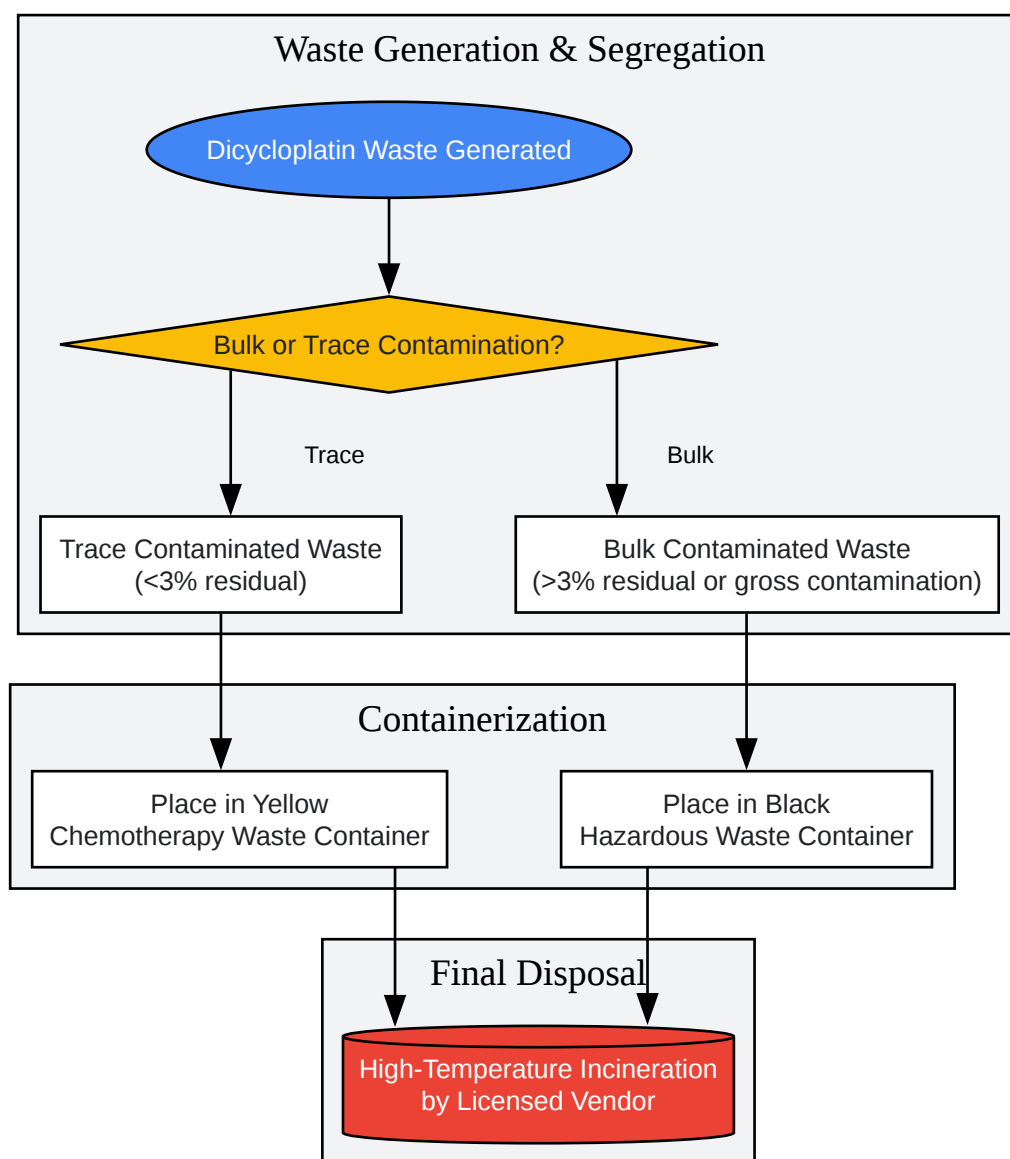 Waste Generation & Segregation
Dicycloplatin Waste Generated
Bulk or Trace Contamination?
Trace
Bulk
Trace Contaminated Waste
(<3% residual)
Bulk Contaminated Waste
(>3% residual or gross contamination)
Containerization
Place in Yellow
Chemotherapy Waste Container
Place in Black
Hazardous Waste Container
Final Disposal
High-Temperature Incineration
by Licensed Vendor